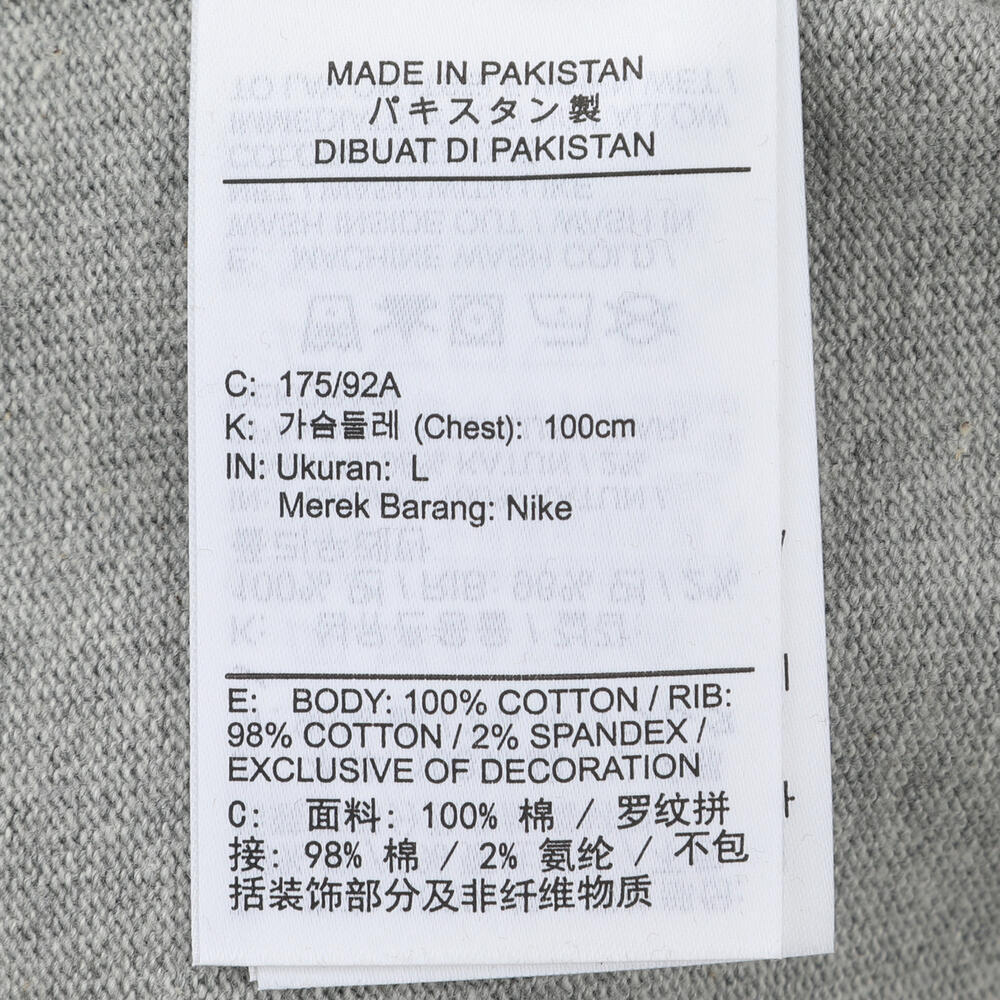 MADE IN PAKISTAN
パキスタン製
DIBUAT DI PAKISTAN
C: 175/92A
K: 가슴둘레 (Chest): 100cm
IN: Ukuran: L
Merek Barang: Nike
E: BODY: 100% COTTON / RIB:
98% COTTON / 2% SPANDEX /
EXCLUSIVE OF DECORATION
C: 面料: 100% 棉 / 罗纹拼
接: 98% 棉 / 2% 氨纶 / 不包
括装饰部分及非纤维物质